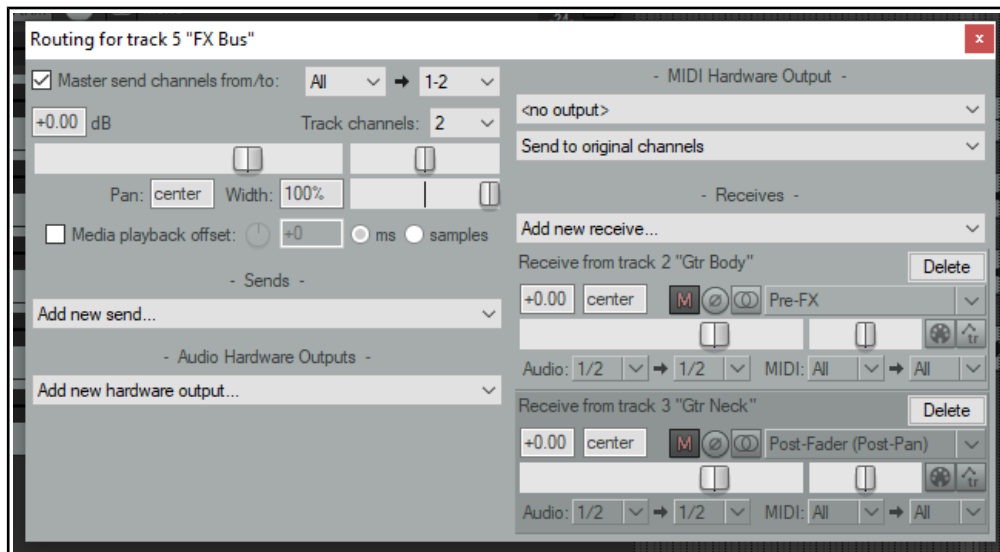 24
Routing for track 5 "FX Bus"
x
Master send channels from/to: All 1-2
+0.00 dB Track channels: 2
Pan: center Width: 100%
Media playback offset: +0 ms samples
- Sends -
Add new send...
- Audio Hardware Outputs -
Add new hardware output...
- MIDI Hardware Output -
<no output>
Send to original channels
- Receives -
Add new receive...
Receive from track 2 "Gtr Body" Delete
+0.00 center M Pre-FX
tr
Audio: 1/2 1/2 MIDI: All All
Receive from track 3 "Gtr Neck" Delete
+0.00 center M Post-Fader (Post-Pan)
tr
Audio: 1/2 1/2 MIDI: All All